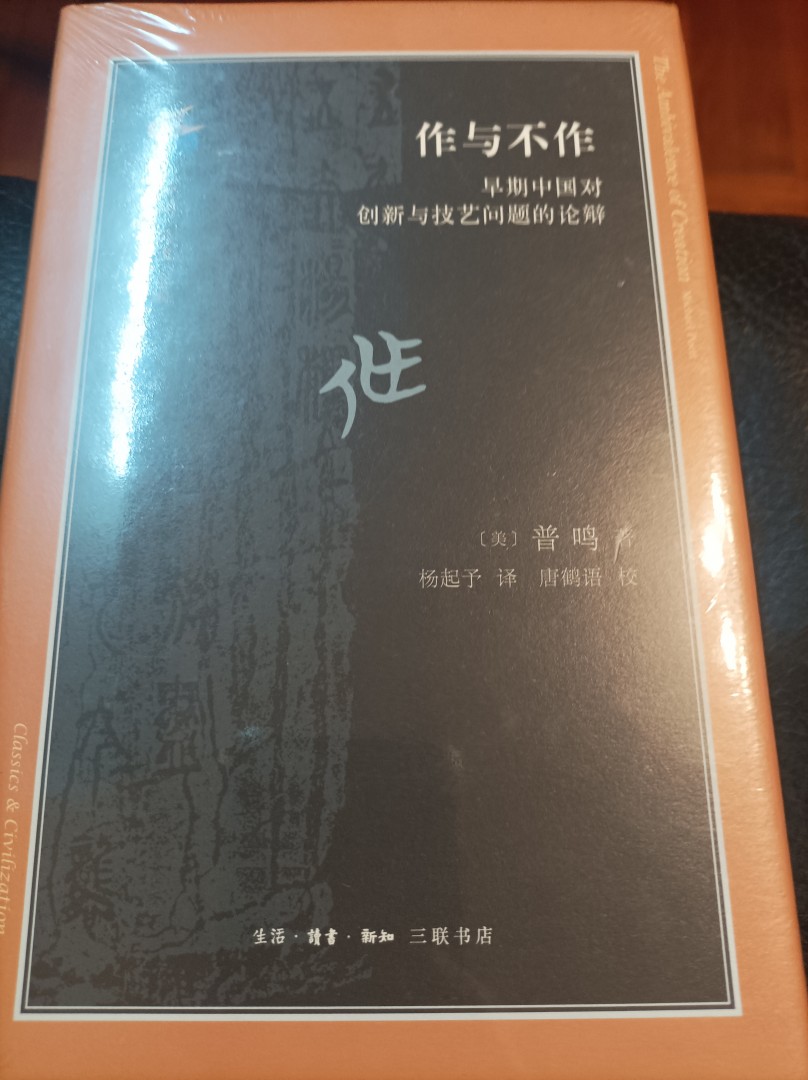 作与不作
早期中国对
创新与技艺问题的论辩
〔美〕普鸣 著
杨起予 译 唐鹤语 校
生活·讀書·新知 三联书店
The Ambivalence of Creation
Classics & Civilization